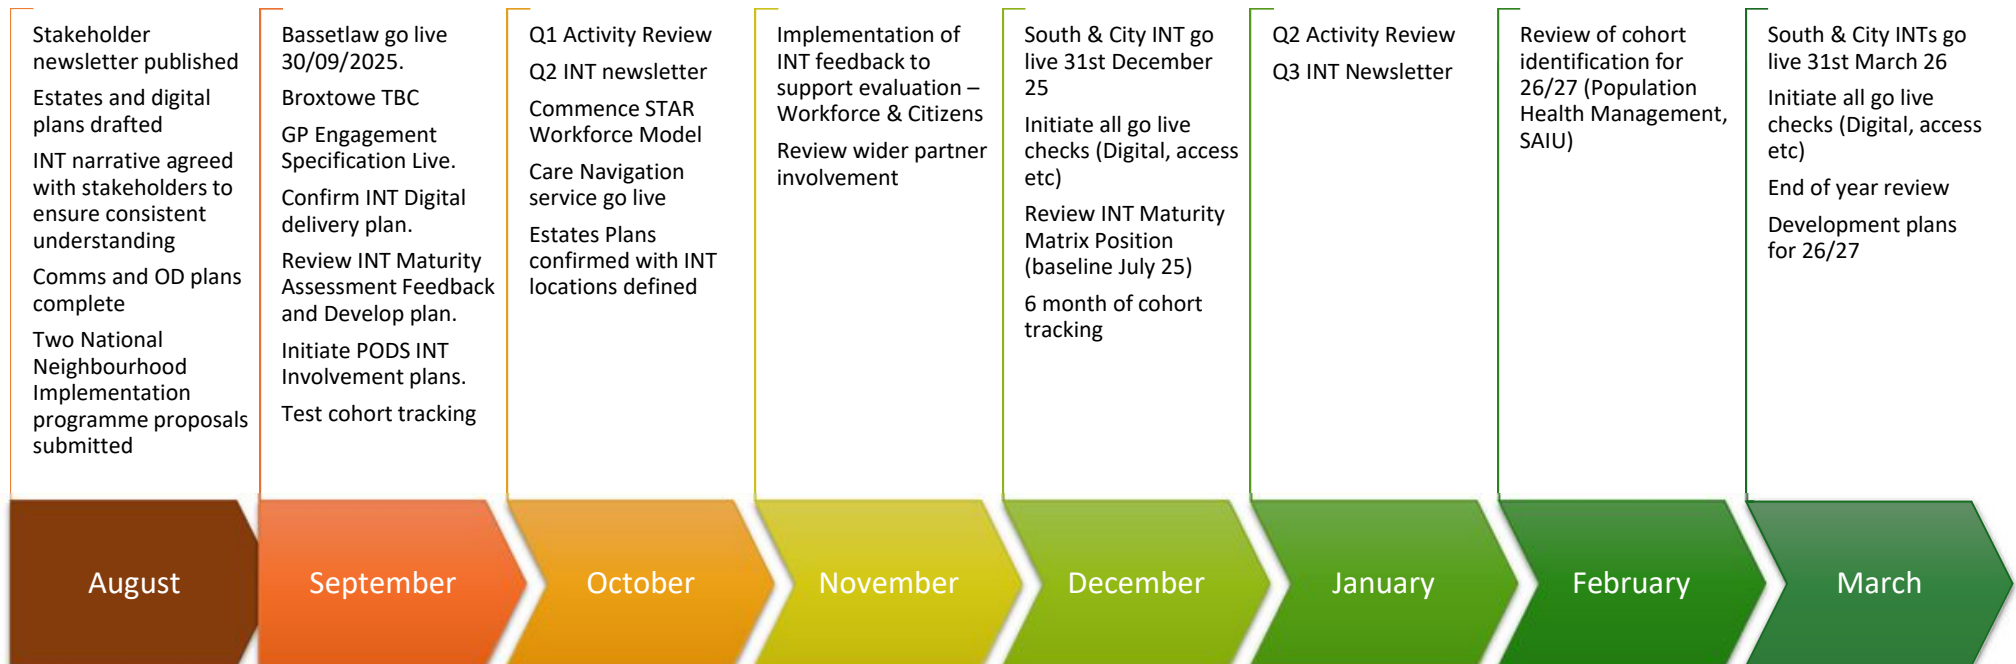 Stakeholder
newsletter published
Estates and digital
plans drafted
INT narrative agreed
with stakeholders to
ensure consistent
understanding
Comms and OD plans
complete
Two National
Neighbourhood
Implementation
programme proposals
submitted
Bassetlaw go live
30/09/2025.
Broxtowe TBC
GP Engagement
Specification Live.
Confirm INT Digital
delivery plan.
Review INT Maturity
Assessment Feedback
and Develop plan.
Initiate PODS INT
Involvement plans.
Test cohort tracking
Q1 Activity Review
Q2 INT newsletter
Commence STAR
Workforce Model
Care Navigation
service go live
Estates Plans
confirmed with INT
locations defined
Implementation of
INT feedback to
support evaluation –
Workforce & Citizens
Review wider partner
involvement
South & City INT go
live 31st December
25
Initiate all go live
checks (Digital, access
etc)
Review INT Maturity
Matrix Position
(baseline July 25)
6 month of cohort
tracking
Q2 Activity Review
Q3 INT Newsletter
Review of cohort
identification for
26/27 (Population
Health Management,
SAIU)
South & City INTs go
live 31st March 26
Initiate all go live
checks (Digital, access
etc)
End of year review
Development plans
for 26/27
August
September
October
November
December
January
February
March